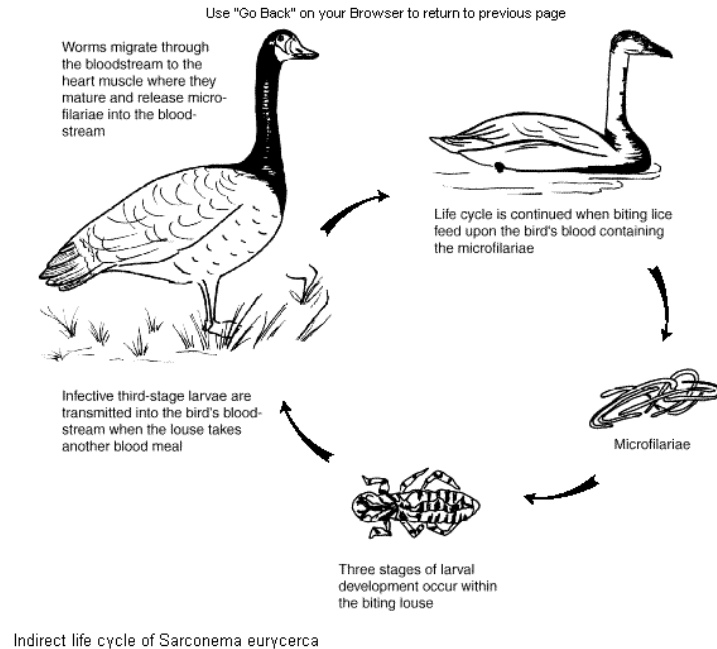 Use "Go Back" on your Browser to return to previous page
Worms migrate through
the bloodstream to the
heart muscle where they
mature and release micro-
filariae into the blood-
stream
Life cycle is continued when biting lice
feed upon the bird's blood containing
the microfilariae
Infective third-stage larvae are
transmitted into the bird's blood-
stream when the louse takes
another blood meal
Microfilariae
Three stages of larval
development occur within
the biting louse
Indirect life cycle of Sarconema eurycerca